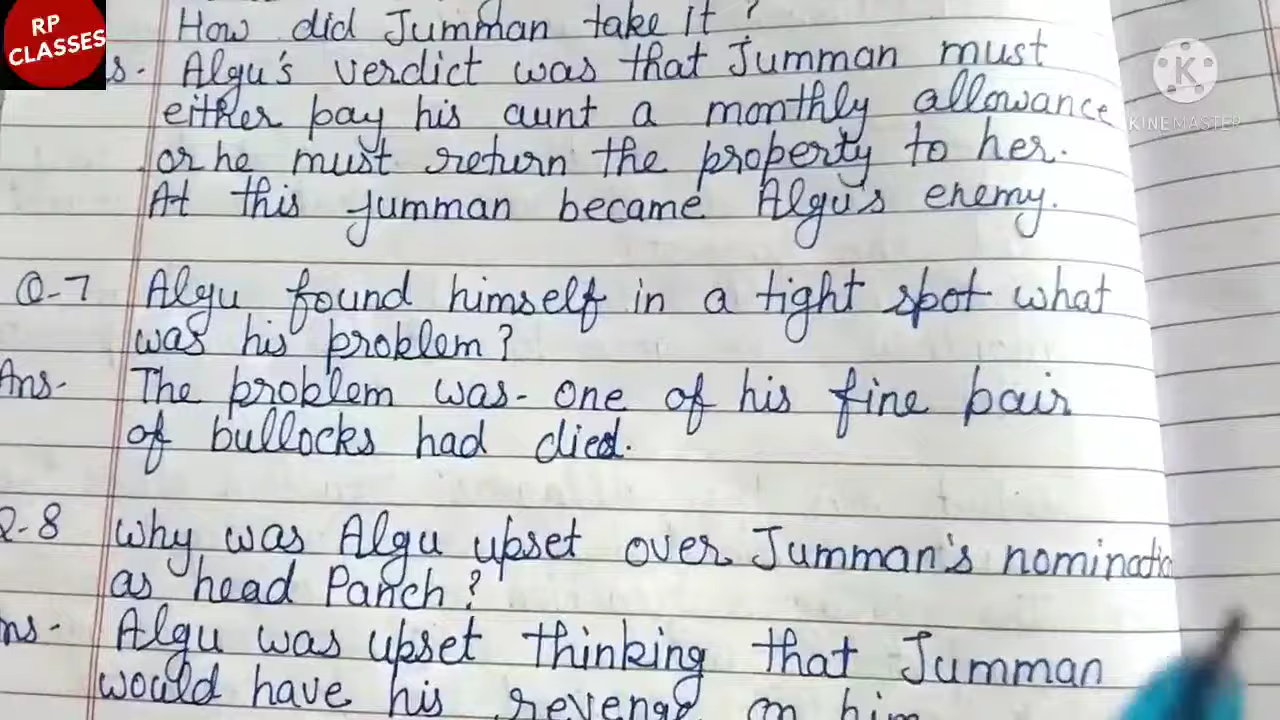 RP
CLASSES
How did Jumman take it ?
s. Algu's verdict was that Jumman must
KINEMASTER
either pay his aunt a monthly allowance
or he must return the property to her.
At this jumman became Algu's enemy.
Q-7 Algu found himself in a tight spot what
was his problem?
Ans- The problem was- one of his fine pair
of bullocks had died.
Q-8 Why was Algu upset over Jumman's nominatio
as head Panch?
ns- Algu was upset thinking that Jumman
would have his revenge on him